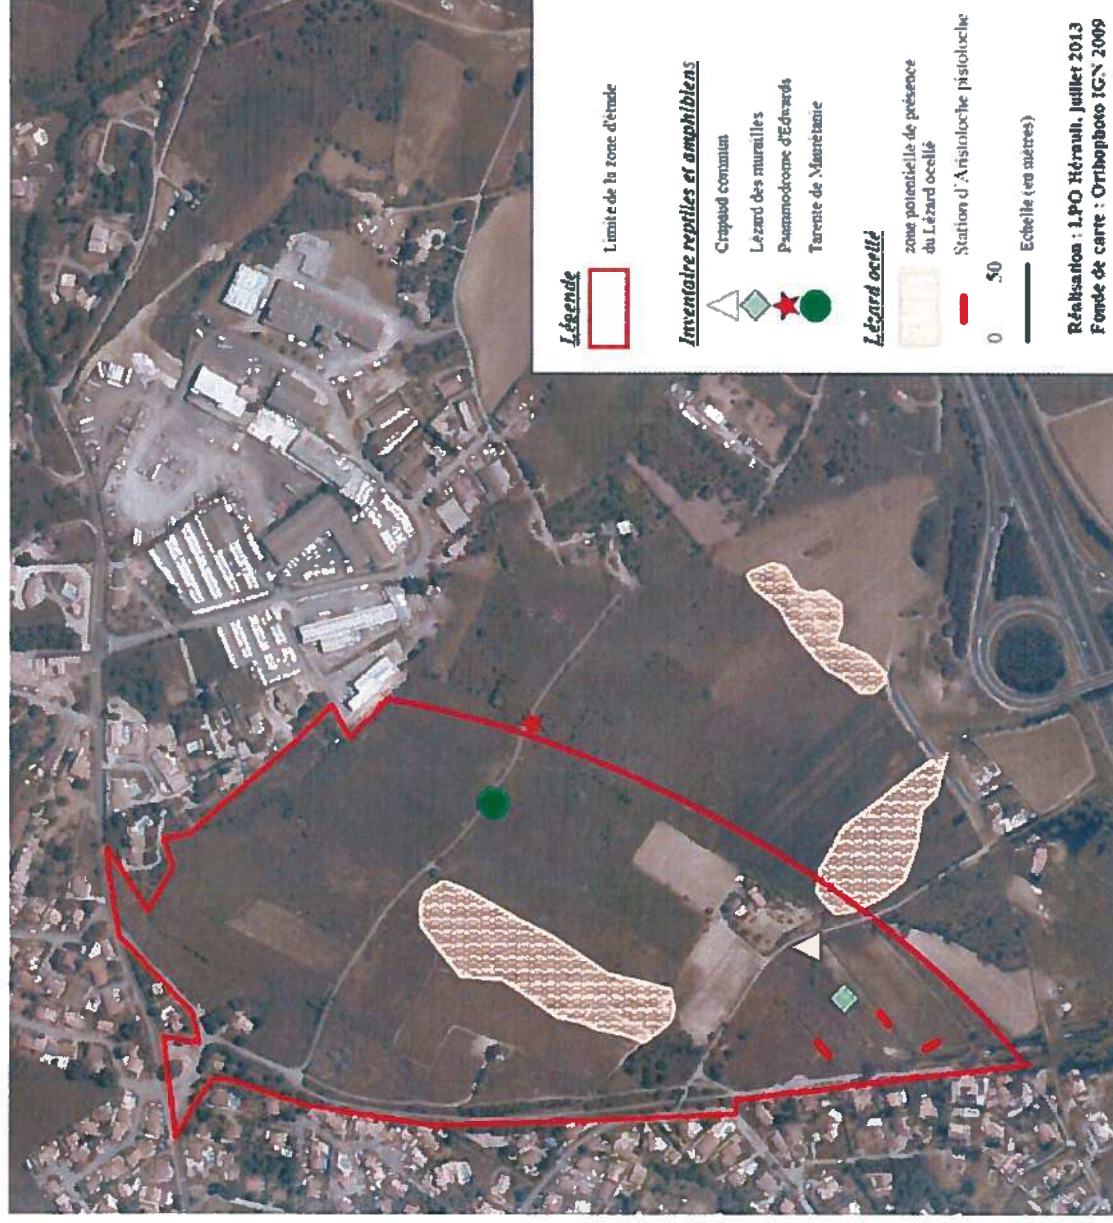 Légende
Limite de la zone d'étude
Inventaire reptiles et amphibiens
Crapaud commun
Lézard des murailles
Psammodrome d'Edwards
Tarente de Maurétanie
Lézard ocellé
zone potentielle de présence
du Lézard ocellé
Station d'Aristoloche pistoloche
0 50
Echelle (en mètres)
Réalisation : LPO Hérault, juillet 2013
Fonds de carte : Orthophoto IGN 2009